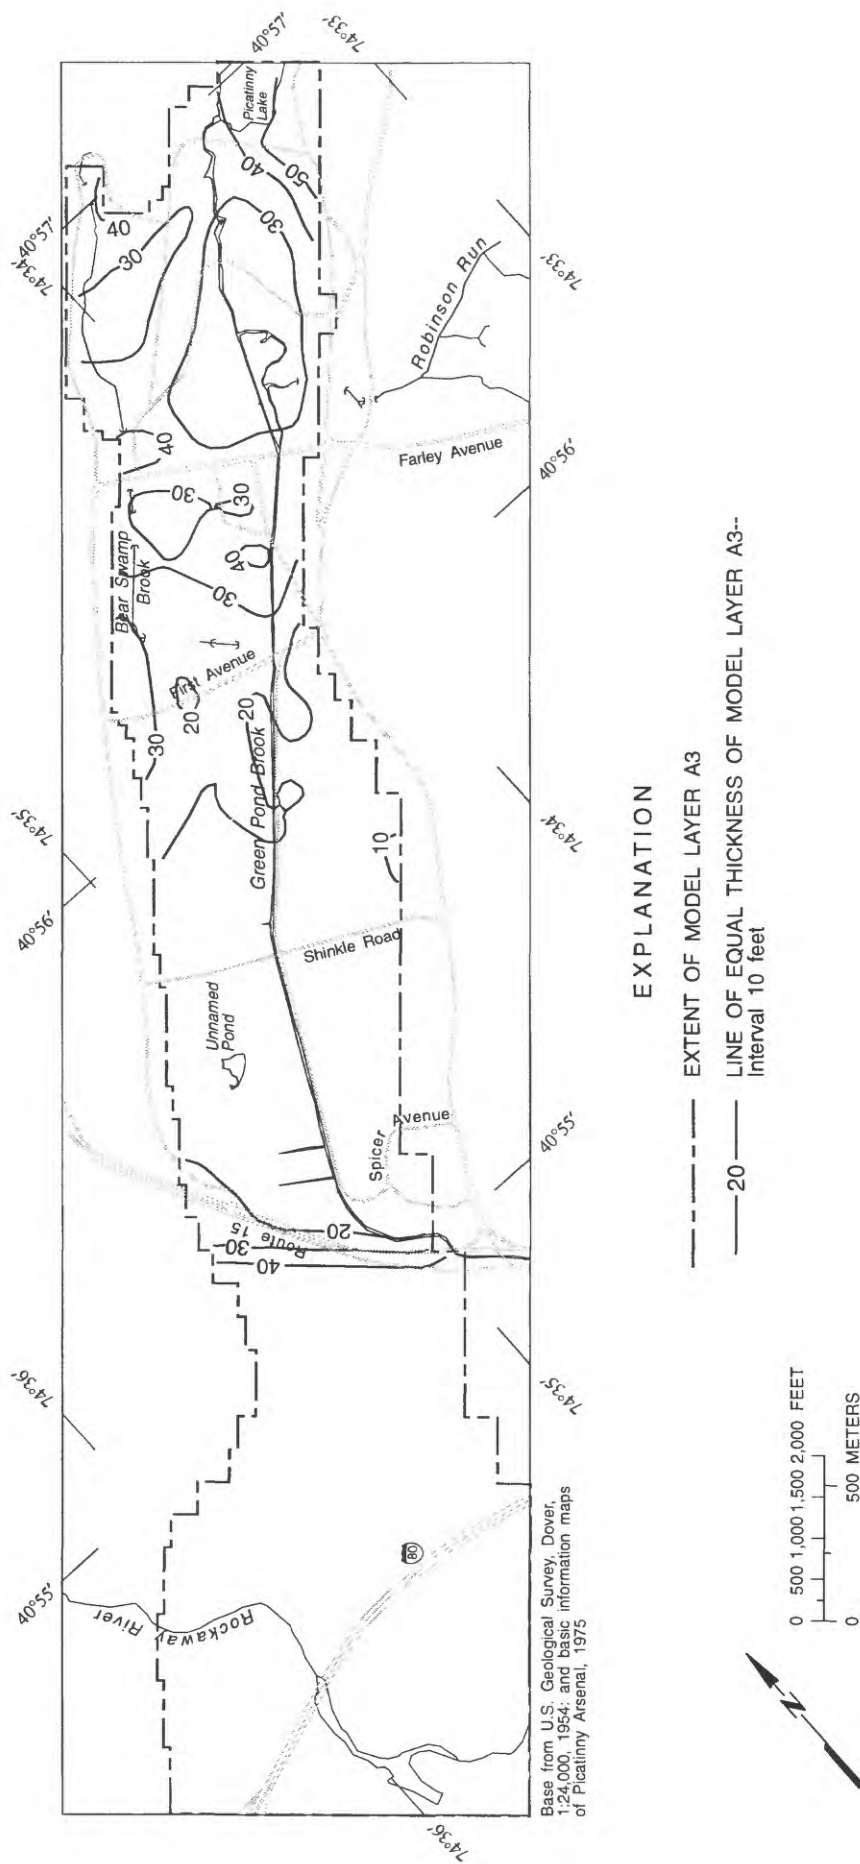 40°57'
74°33'
Picatinny
Lake
50
40
30
40°57'
74°34'
40
30
Robinson Run
74°33'
Farley Avenue
40°56'
40
30
30
40
30
Bear Swamp
Brook
First Avenue
20
30
20
Green Pond Brook
74°35'
74°34'
10
40°56'
Shinkle Road
Unnamed
Pond
Spicer
Avenue
40°55'
20
Route 15
30
40
74°36'
74°35'
80
40°55'
Rockaway
River
74°36'
Base from U.S. Geological Survey, Dover,
1:24,000, 1954: and basic information maps
of Picatinny Arsenal, 1975
EXPLANATION
EXTENT OF MODEL LAYER A3
20
LINE OF EQUAL THICKNESS OF MODEL LAYER A3--
Interval 10 feet
0 500 1,000 1,500 2,000 FEET
0 500 METERS
N